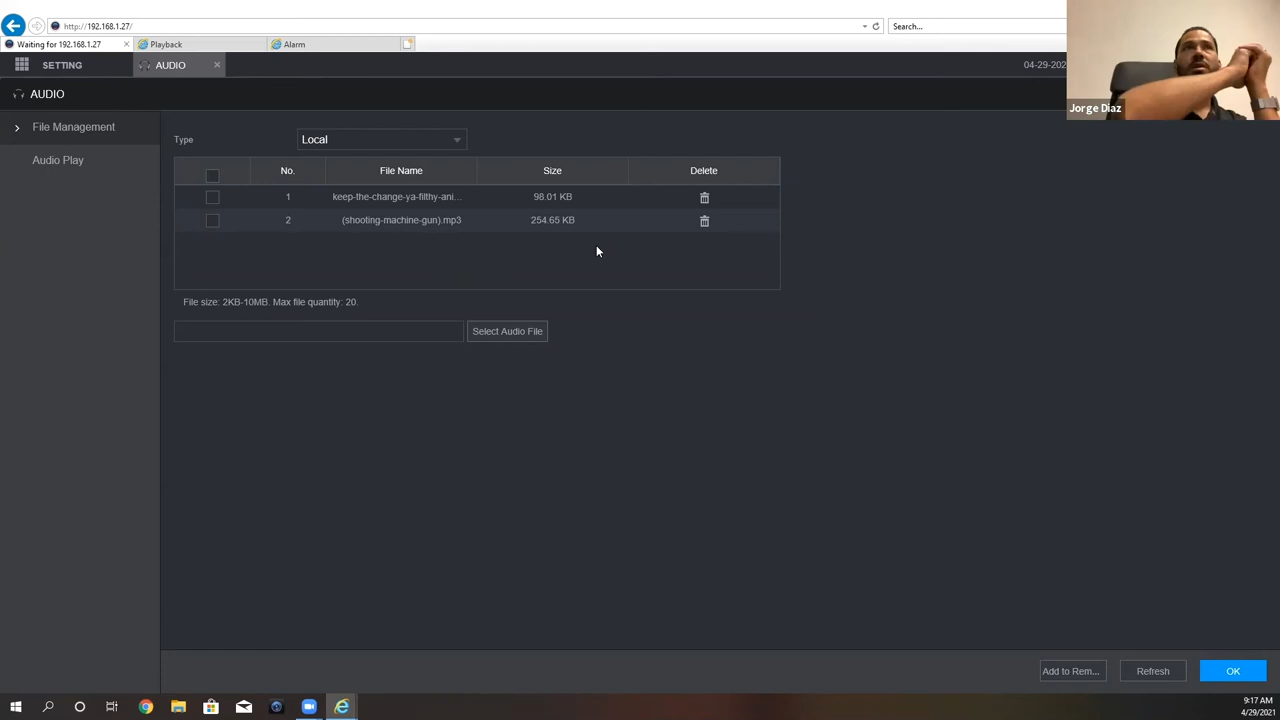 http://192.168.1.27/
Search...
Waiting for 192.168.1.27
Playback
Alarm
SETTING
AUDIO
04-29-202
Jorge Diaz
AUDIO
File Management
Audio Play
Type
Local
No.
File Name
Size
Delete
1
keep-the-change-ya-filthy-ani...
98.01 KB
2
(shooting-machine-gun).mp3
254.65 KB
File size: 2KB-10MB. Max file quantity: 20.
Select Audio File
Add to Rem...
Refresh
OK
9:17 AM
4/29/2021